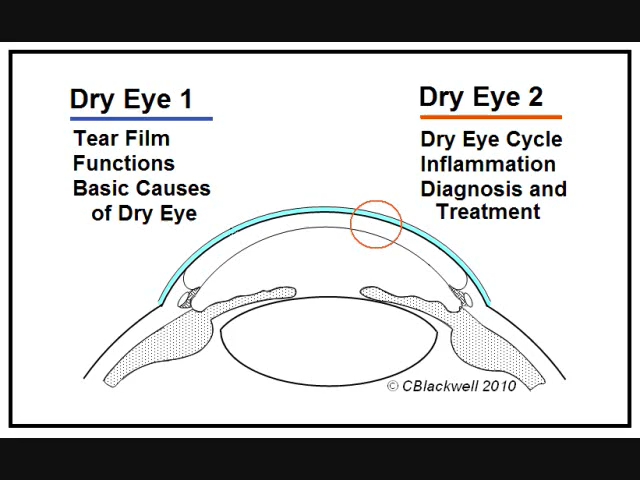 Dry Eye 1
Tear Film
Functions
Basic Causes
of Dry Eye
Dry Eye 2
Dry Eye Cycle
Inflammation
Diagnosis and
Treatment
© CBlackwell 2010